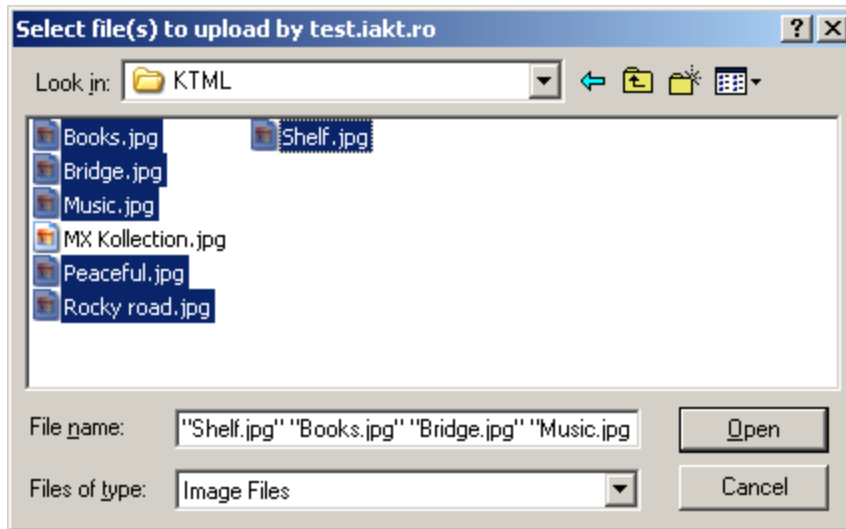 Select file(s) to upload by test.iakt.ro
Look in: KTML
Books.jpg
Bridge.jpg
Music.jpg
MX Kollection.jpg
Peaceful.jpg
Rocky road.jpg
Shelf.jpg
File name: "Shelf.jpg" "Books.jpg" "Bridge.jpg" "Music.jpg
Open
Files of type: Image Files
Cancel